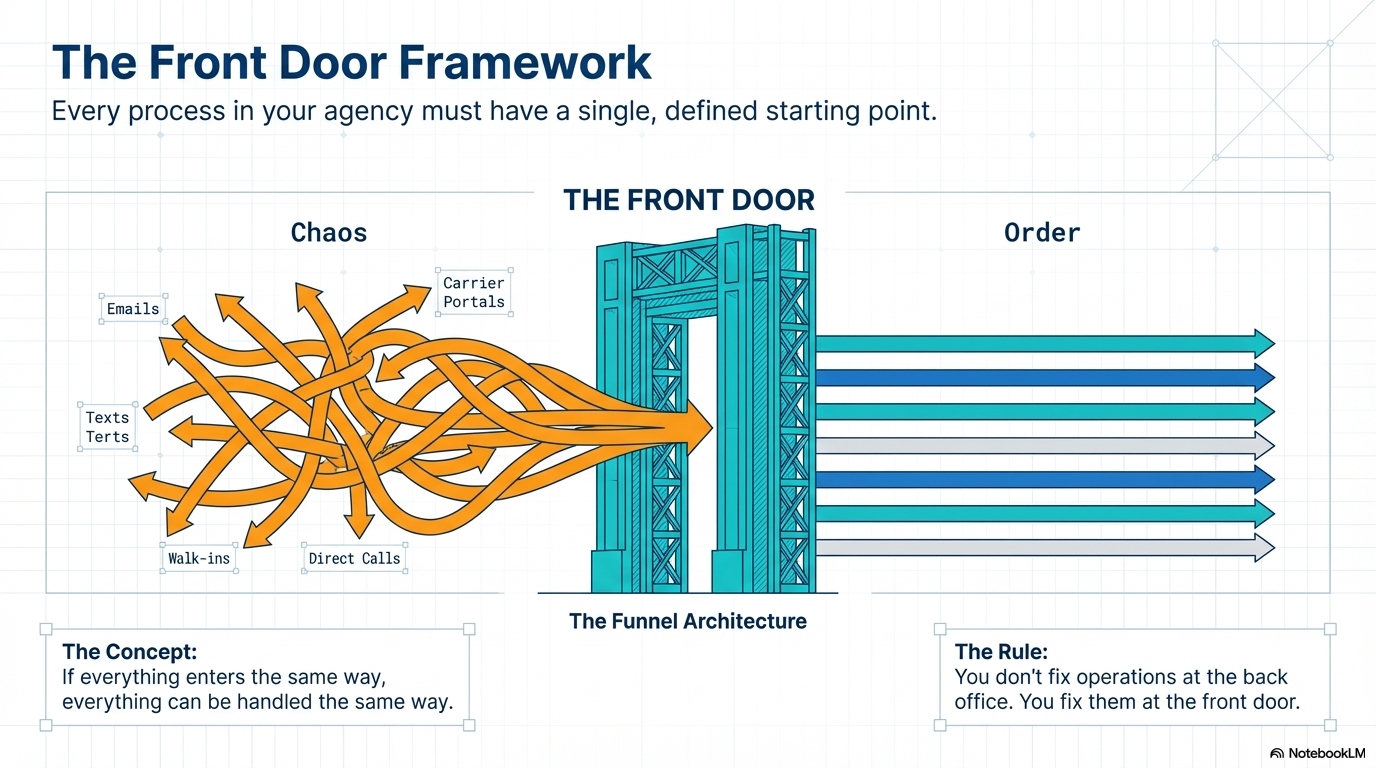 The Front Door Framework
Every process in your agency must have a single, defined starting point.
THE FRONT DOOR
Chaos
Order
Emails
Carrier
Portals
Texts
Terts
Walk-ins
Direct Calls
The Funnel Architecture
The Concept:
If everything enters the same way,
everything can be handled the same way.
The Rule:
You don't fix operations at the back
office. You fix them at the front door.
NotebookLM